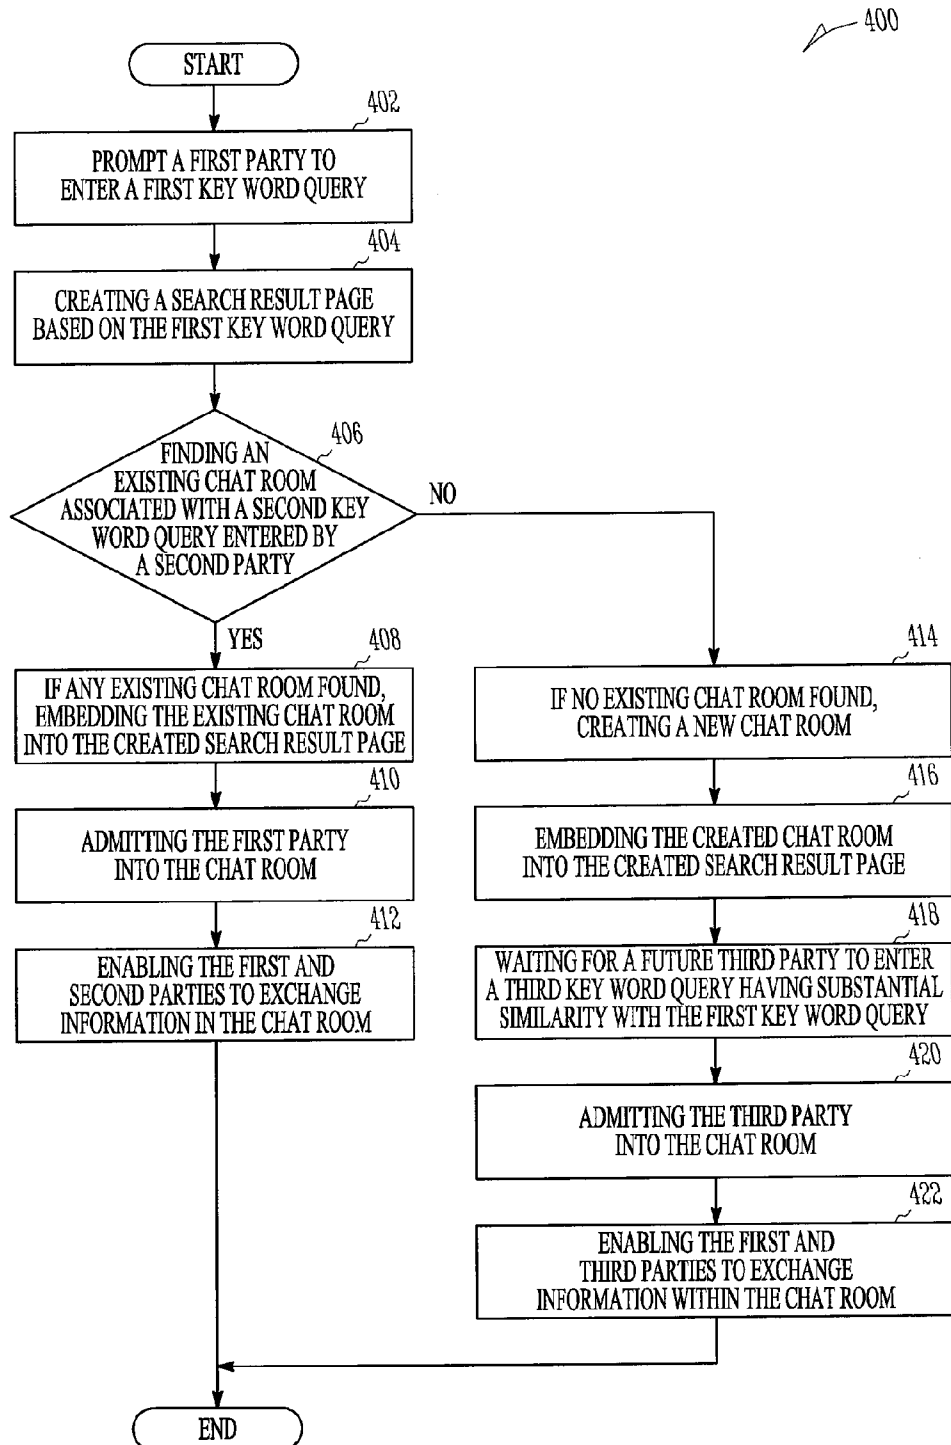 400
START
402
PROMPT A FIRST PARTY TO
ENTER A FIRST KEY WORD QUERY
404
CREATING A SEARCH RESULT PAGE
BASED ON THE FIRST KEY WORD QUERY
406
FINDING AN
EXISTING CHAT ROOM
ASSOCIATED WITH A SECOND KEY
WORD QUERY ENTERED BY
A SECOND PARTY
NO
YES
408
IF ANY EXISTING CHAT ROOM FOUND,
EMBEDDING THE EXISTING CHAT ROOM
INTO THE CREATED SEARCH RESULT PAGE
410
ADMITTING THE FIRST PARTY
INTO THE CHAT ROOM
412
ENABLING THE FIRST AND
SECOND PARTIES TO EXCHANGE
INFORMATION IN THE CHAT ROOM
414
IF NO EXISTING CHAT ROOM FOUND,
CREATING A NEW CHAT ROOM
416
EMBEDDING THE CREATED CHAT ROOM
INTO THE CREATED SEARCH RESULT PAGE
418
WAITING FOR A FUTURE THIRD PARTY TO ENTER
A THIRD KEY WORD QUERY HAVING SUBSTANTIAL
SIMILARITY WITH THE FIRST KEY WORD QUERY
420
ADMITTING THE THIRD PARTY
INTO THE CHAT ROOM
422
ENABLING THE FIRST AND
THIRD PARTIES TO EXCHANGE
INFORMATION WITHIN THE CHAT ROOM
END